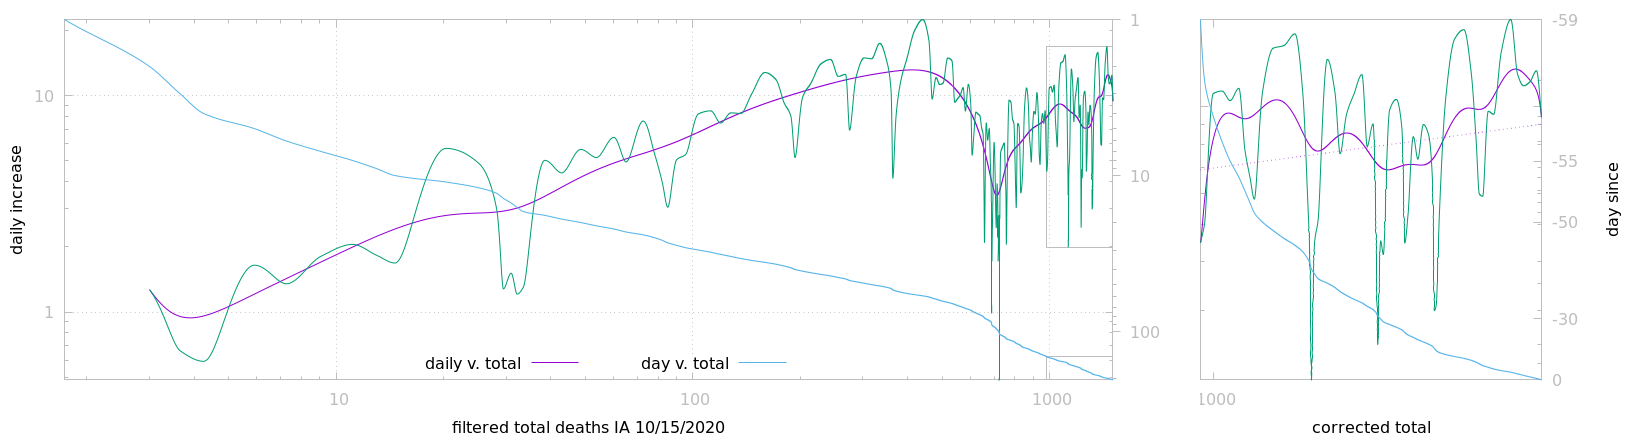 1
-59
10
daily increase
10
-55
-50
day since
1
100
-30
daily v. total
day v. total
0
10
100
1000
1000
filtered total deaths IA 10/15/2020
corrected total